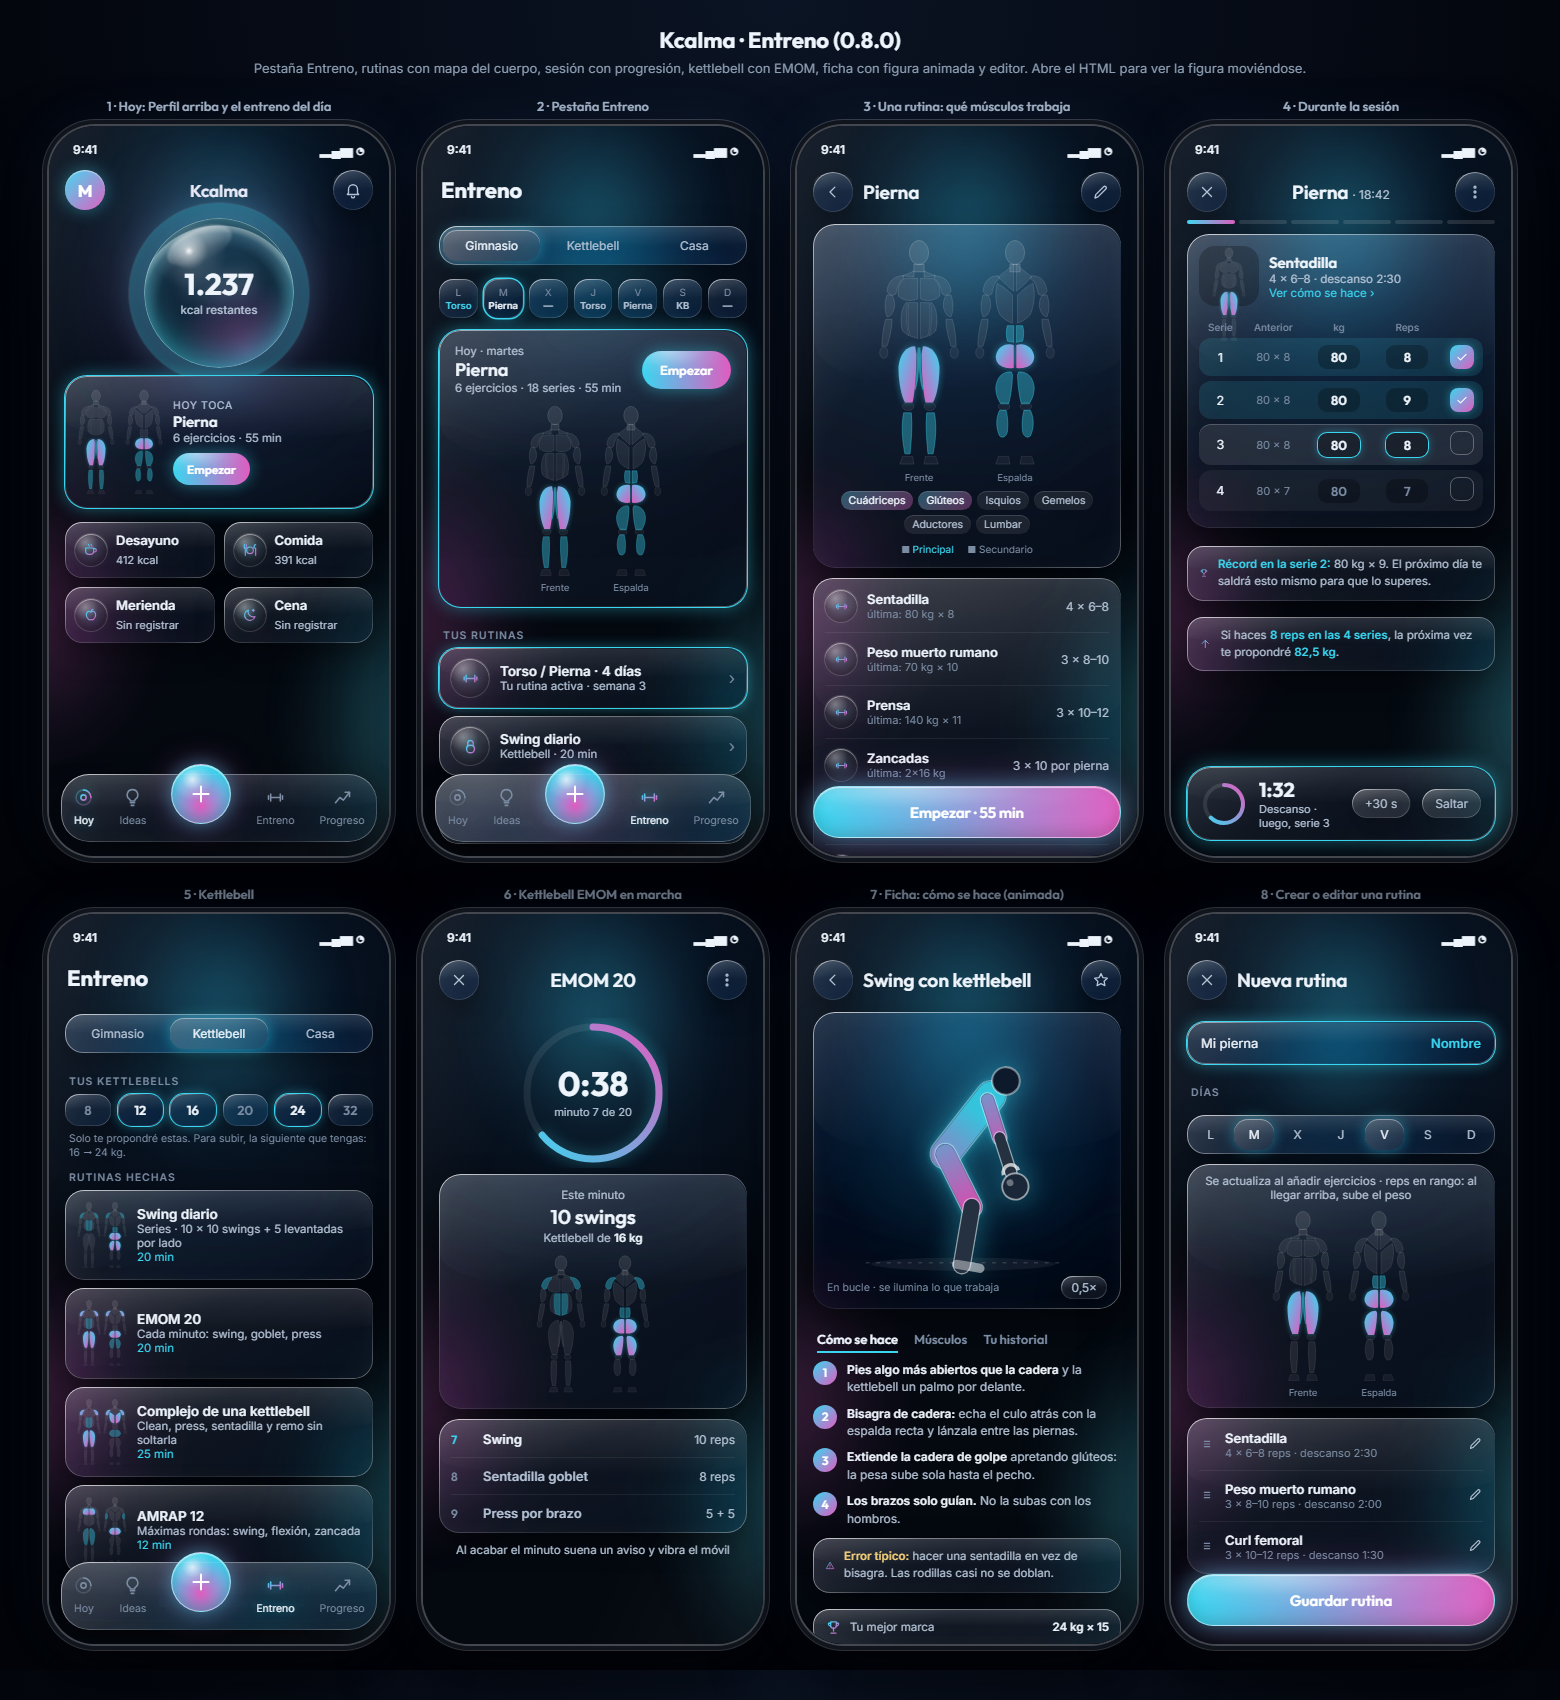 Kcalma · Entreno (0.8.0)
Pestaña Entreno, rutinas con mapa del cuerpo, sesión con progresión, kettlebell con EMOM, ficha con figura animada y editor. Abre el HTML para ver la figura moviéndose.
1 · Hoy: Perfil arriba y el entreno del día
9:41
M
Kcalma
1.237
kcal restantes
HOY TOCA
Pierna
6 ejercicios · 55 min
Empezar
Desayuno
412 kcal
Comida
391 kcal
Merienda
Sin registrar
Cena
Sin registrar
Hoy
Ideas
+
Entreno
Progreso
2 · Pestaña Entreno
9:41
Entreno
Gimnasio
Kettlebell
Casa
L
Torso
M
Pierna
X
—
J
Torso
V
Pierna
S
KB
D
—
Hoy · martes
Pierna
6 ejercicios · 18 series · 55 min
Empezar
Frente
Espalda
TUS RUTINAS
Torso / Pierna · 4 días
Tu rutina activa · semana 3
Swing diario
Kettlebell · 20 min
Hoy
Ideas
+
Entreno
Progreso
3 · Una rutina: qué músculos trabaja
9:41
Pierna
Frente
Espalda
Cuádriceps
Glúteos
Isquios
Gemelos
Aductores
Lumbar
Principal
Secundario
Sentadilla
última: 80 kg × 8
4 × 6–8
Peso muerto rumano
última: 70 kg × 10
3 × 8–10
Prensa
última: 140 kg × 11
3 × 10–12
Zancadas
última: 2×16 kg
3 × 10 por pierna
Empezar · 55 min
4 · Durante la sesión
9:41
Pierna · 18:42
Sentadilla
4 × 6–8 · descanso 2:30
Ver cómo se hace ›
Serie Anterior kg Reps
1 80 × 8 80 8
2 80 × 8 80 9
3 80 × 8 80 8
4 80 × 7 80 7
Récord en la serie 2: 80 kg × 9. El próximo día te
saldrá esto mismo para que lo superes.
Si haces 8 reps en las 4 series, la próxima vez
te propondré 82,5 kg.
1:32
Descanso ·
luego, serie 3
+30 s
Saltar
5 · Kettlebell
9:41
Entreno
Gimnasio
Kettlebell
Casa
TUS KETTLEBELLS
8 12 16 20 24 32
Solo te propondré estas. Para subir, la siguiente que tengas:
16 → 24 kg.
RUTINAS HECHAS
Swing diario
Series · 10 × 10 swings + 5 levantadas
por lado
20 min
EMOM 20
Cada minuto: swing, goblet, press
20 min
Complejo de una kettlebell
Clean, press, sentadilla y remo sin
soltarla
25 min
AMRAP 12
Máximas rondas: swing, flexión, zancada
12 min
Hoy
Ideas
+
Entreno
Progreso
6 · Kettlebell EMOM en marcha
9:41
EMOM 20
0:38
minuto 7 de 20
Este minuto
10 swings
Kettlebell de 16 kg
7 Swing 10 reps
8 Sentadilla goblet 8 reps
9 Press por brazo 5 + 5
Al acabar el minuto suena un aviso y vibra el móvil
7 · Ficha: cómo se hace (animada)
9:41
Swing con kettlebell
En bucle · se ilumina lo que trabaja
0,5×
Cómo se hace
Músculos
Tu historial
1 Pies algo más abiertos que la cadera y la
kettlebell un palmo por delante.
2 Bisagra de cadera: echa el culo atrás con la
espalda recta y lánzala entre las piernas.
3 Extiende la cadera de golpe apretando glúteos:
la pesa sube sola hasta el pecho.
4 Los brazos solo guían. No la subas con los
hombros.
Error típico: hacer una sentadilla en vez de
bisagra. Las rodillas casi no se doblan.
Tu mejor marca
24 kg × 15
8 · Crear o editar una rutina
9:41
Nueva rutina
Mi pierna
Nombre
DÍAS
L M X J V S D
Se actualiza al añadir ejercicios · reps en rango: al
llegar arriba, sube el peso
Frente
Espalda
Sentadilla
4 × 6–8 reps · descanso 2:30
Peso muerto rumano
3 × 8–10 reps · descanso 2:00
Curl femoral
3 × 10–12 reps · descanso 1:30
Guardar rutina